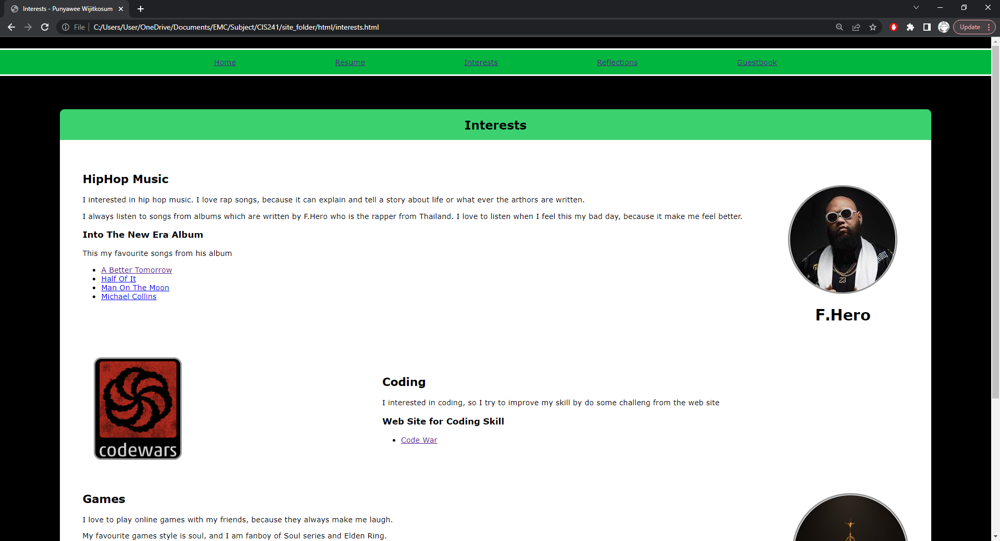 Interests - Punyawee Wijitkosum
File C:/Users/User/OneDrive/Documents/EMC/Subject/CIS241/site_folder/html/interests.html
Update
Home Resume Interests Reflections Guestbook
Interests
HipHop Music
I interested in hip hop music. I love rap songs, because it can explain and tell a story about life or what ever the arthors are written.
I always listen to songs from albums which are written by F.Hero who is the rapper from Thailand. I love to listen when I feel this my bad day, because it make me feel better.
Into The New Era Album
This my favourite songs from his album
A Better Tomorrow
Half Of It
Man On The Moon
Michael Collins
23
F.Hero
codewars
Coding
I interested in coding, so I try to improve my skill by do some challeng from the web site
Web Site for Coding Skill
Code War
Games
I love to play online games with my friends, because they always make me laugh.
My favourite games style is soul, and I am fanboy of Soul series and Elden Ring.